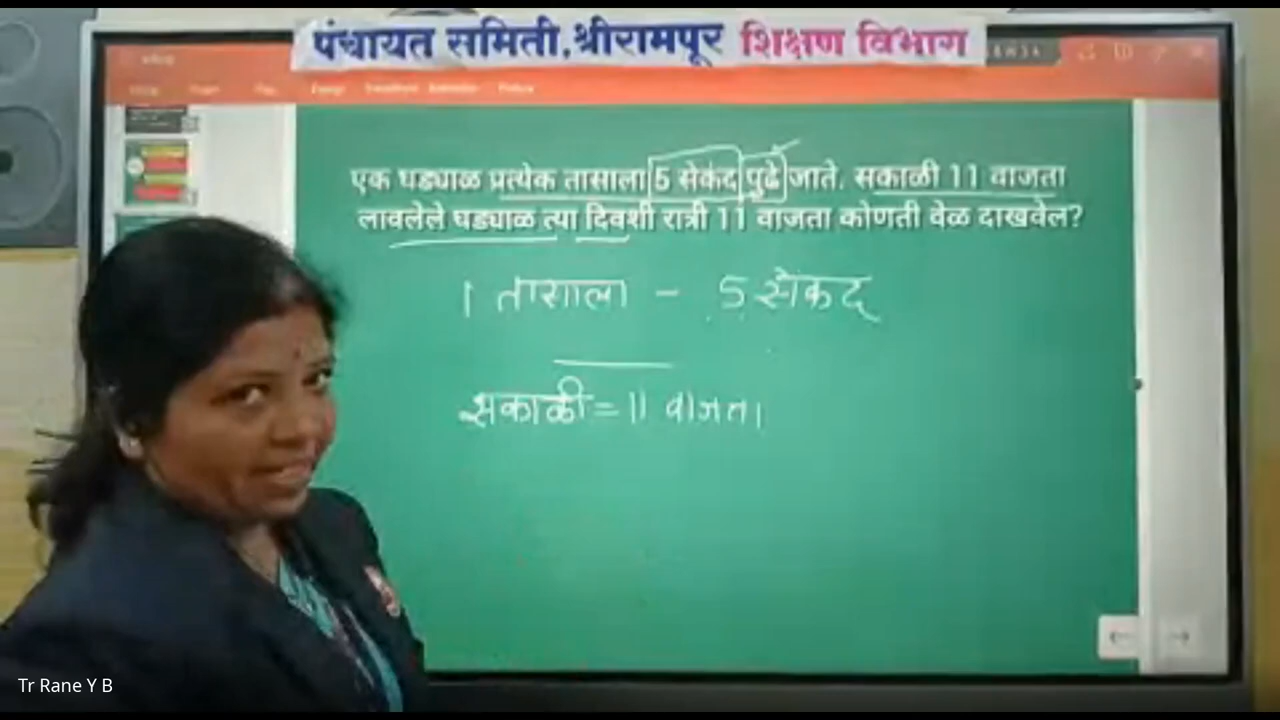 पंचायत समिती.श्रीरामपूर शिक्षण विभाग
एक घड्याळ प्रत्येक तासाला 5 सेकंद पुढे जाते. सकाळी 11 वाजता
लावलेले घड्याळ त्या दिवशी रात्री 11 वाजता कोणती वेळ दाखवेल?
1 तासाला - 5 सेकंद
सकाळी = 11 वाजता
Tr Rane Y B